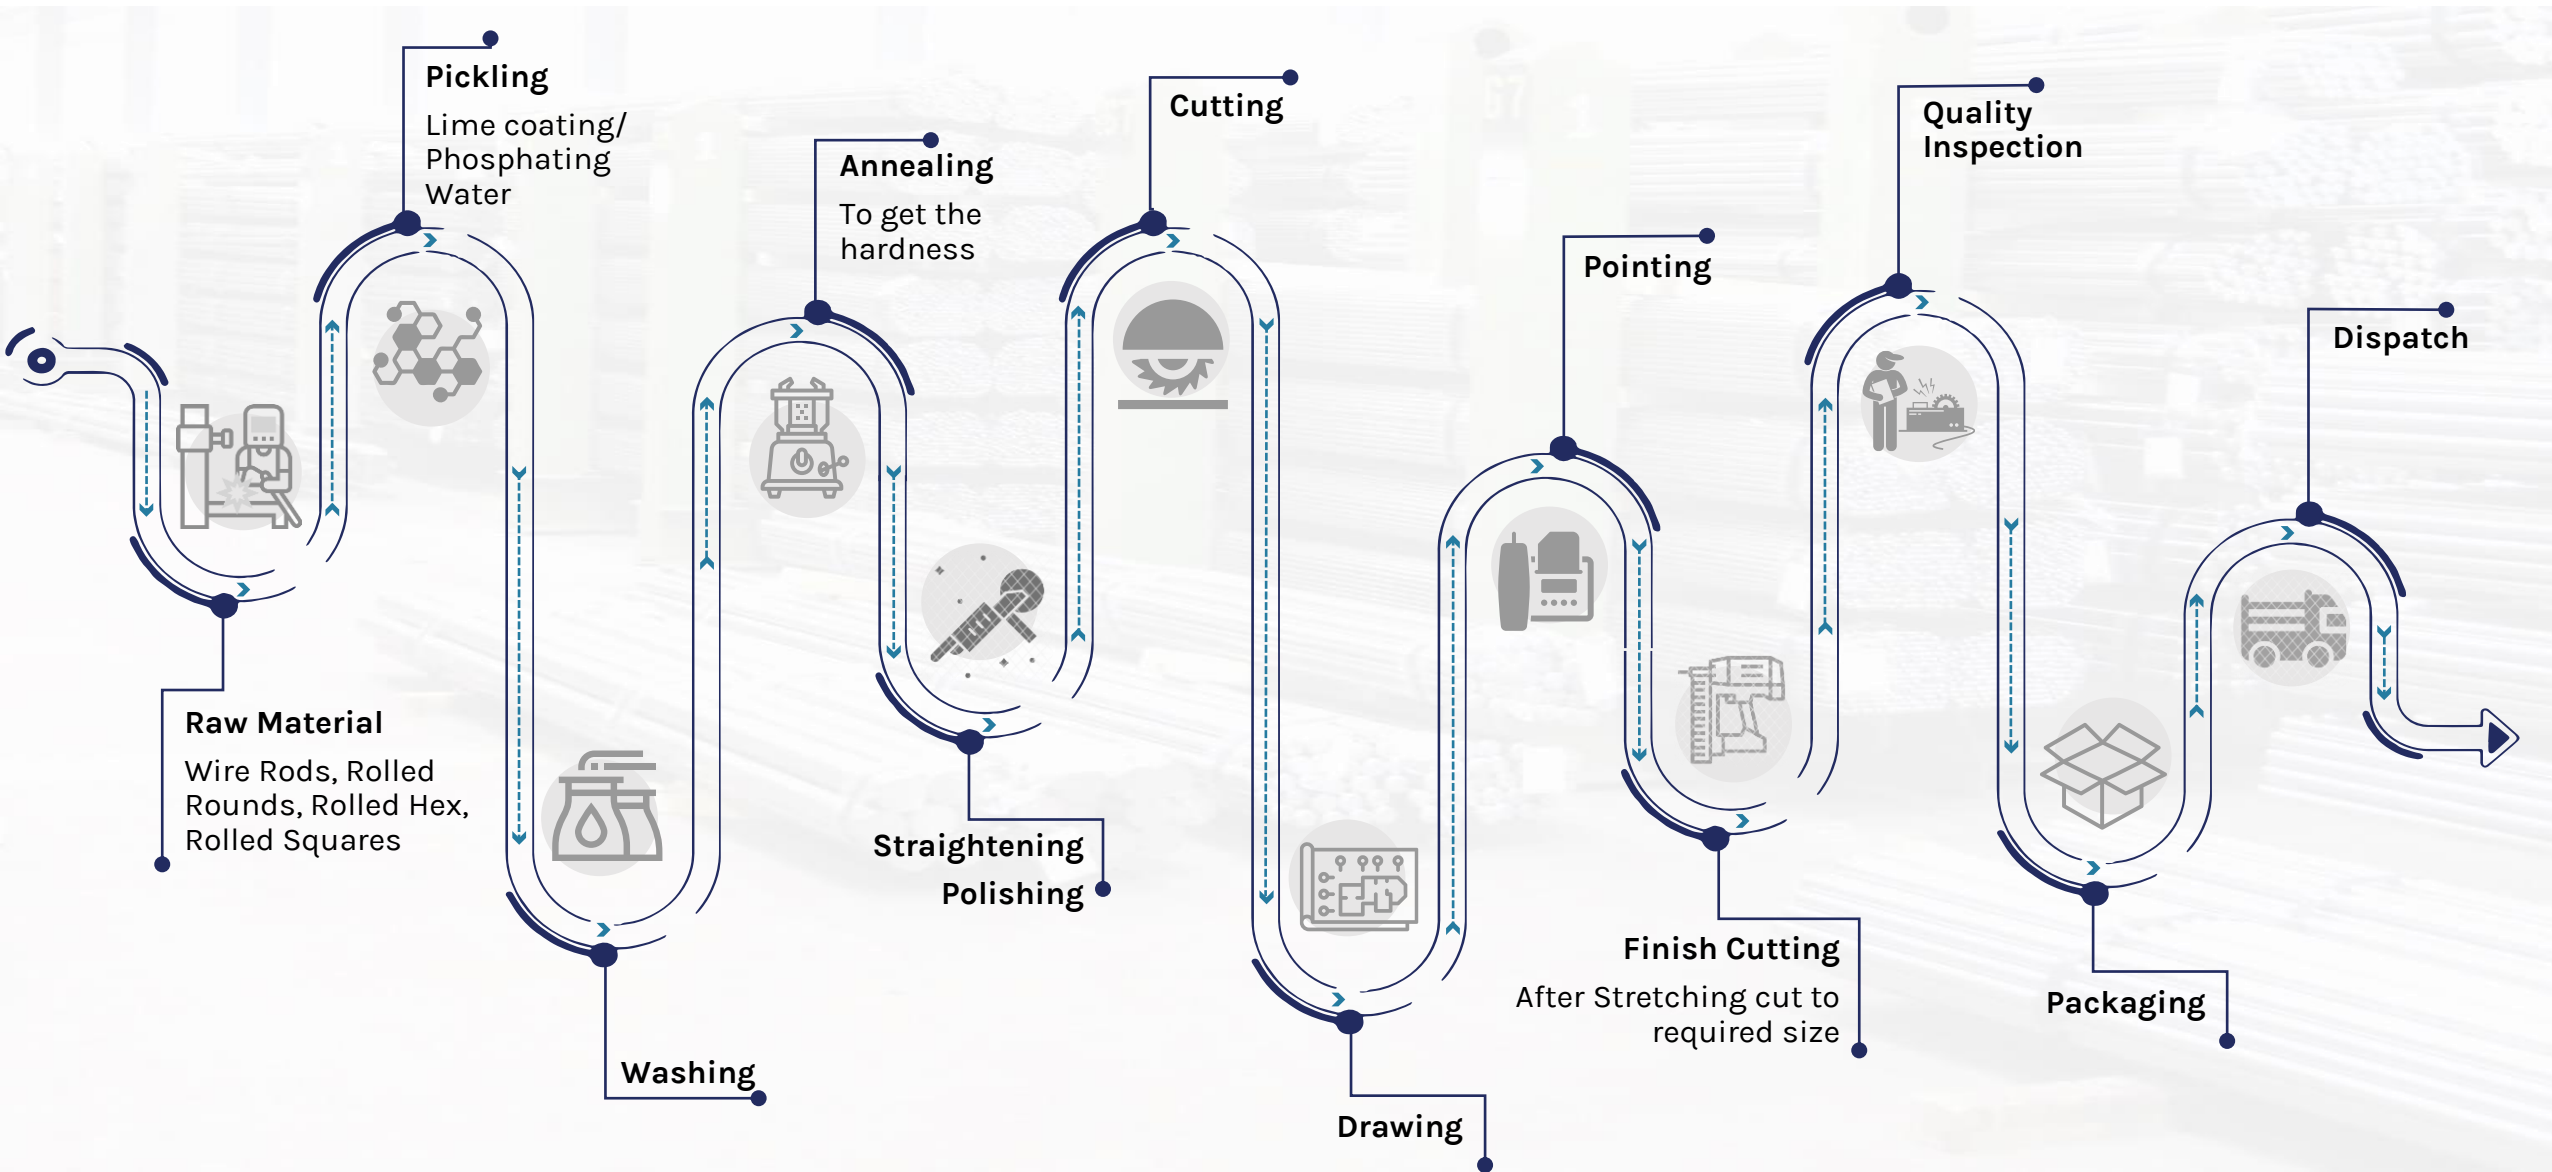 Raw Material
Wire Rods, Rolled
Rounds, Rolled Hex,
Rolled Squares
Pickling
Lime coating/
Phosphating
Water
Washing
Annealing
To get the
hardness
Straightening
Polishing
Cutting
Drawing
Pointing
Finish Cutting
After Stretching cut to
required size
Quality
Inspection
Packaging
Dispatch